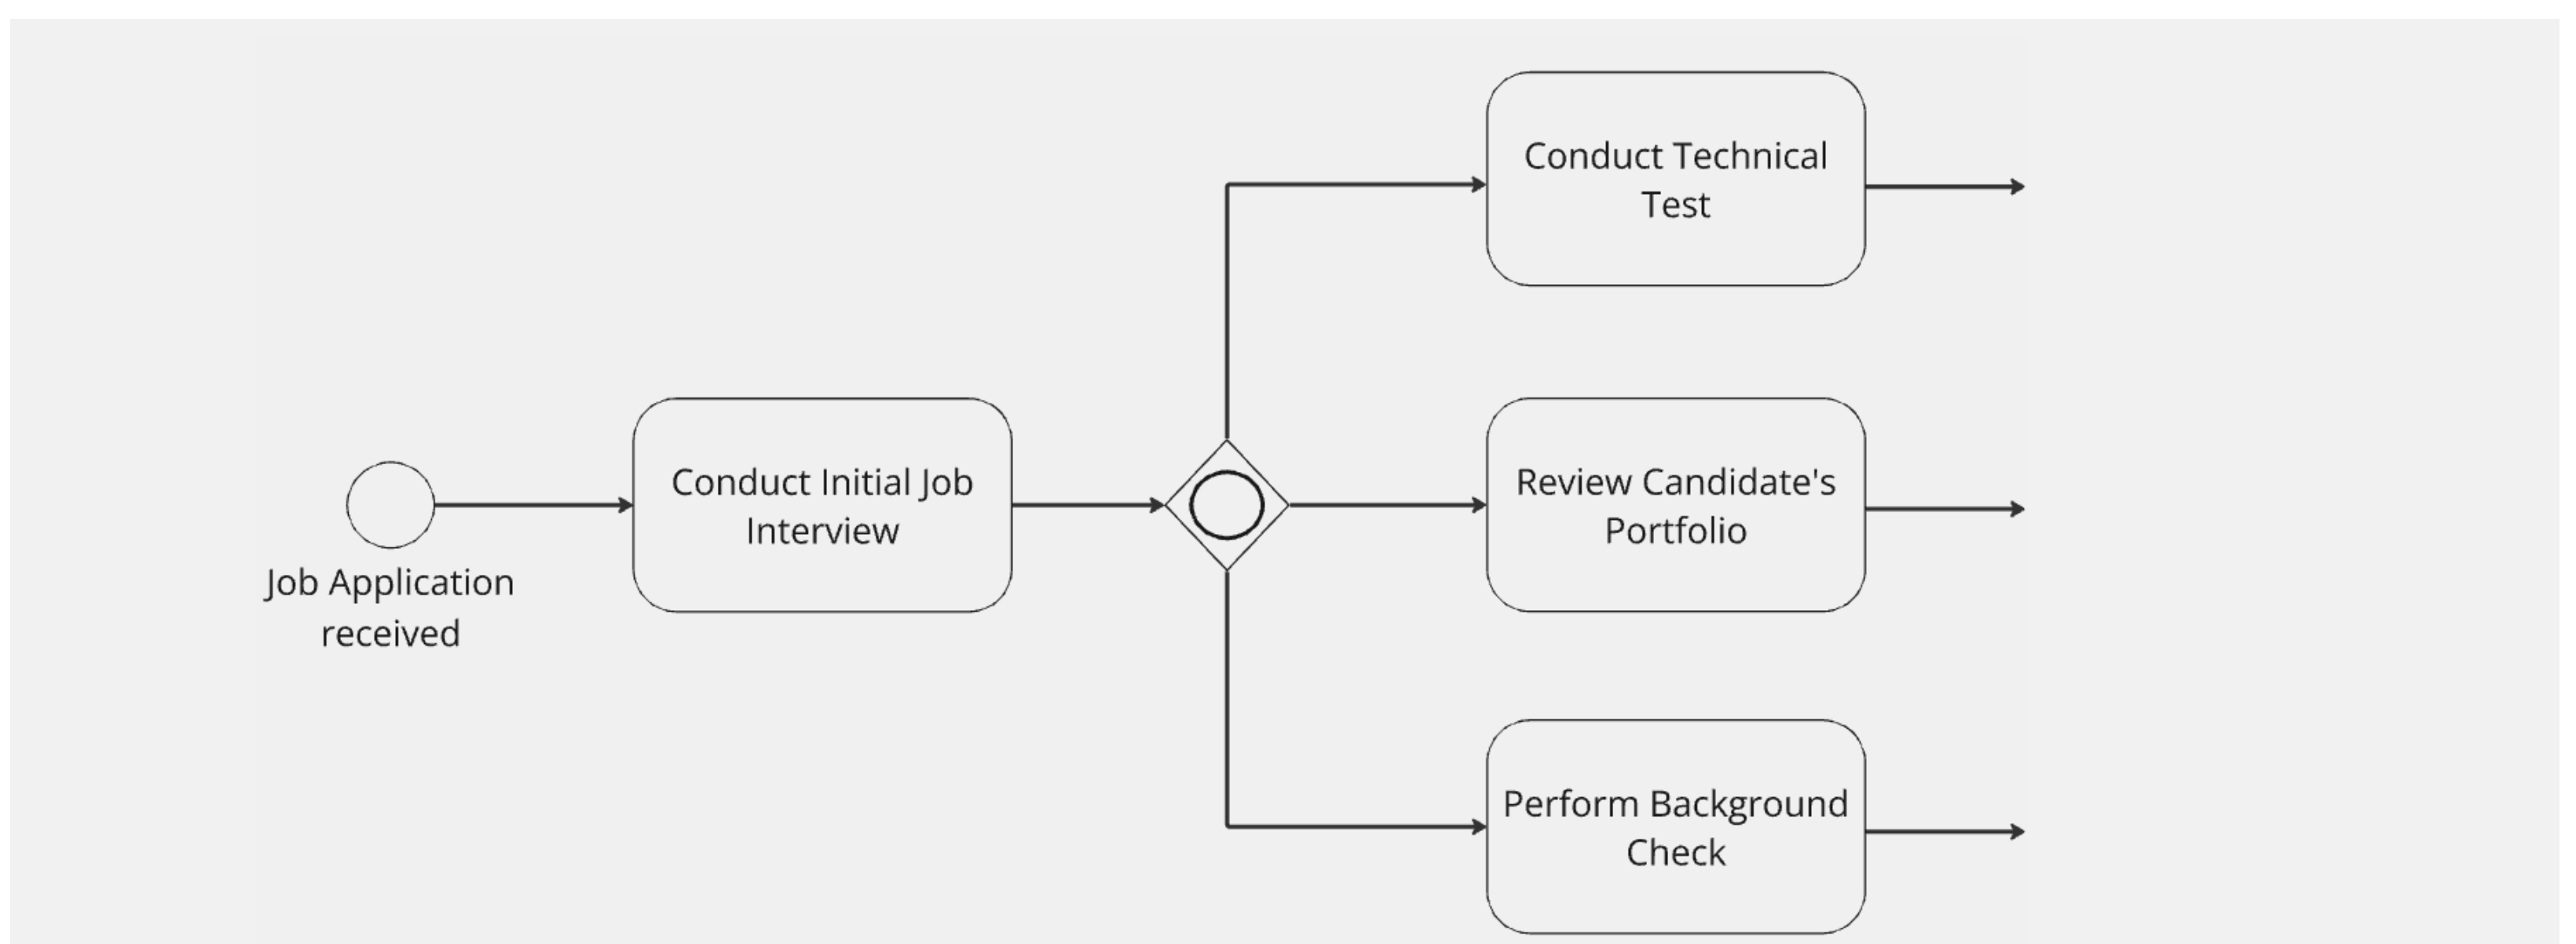 Conduct Technical
Test
Conduct Initial Job
Interview
Review Candidate's
Portfolio
Job Application
received
Perform Background
Check